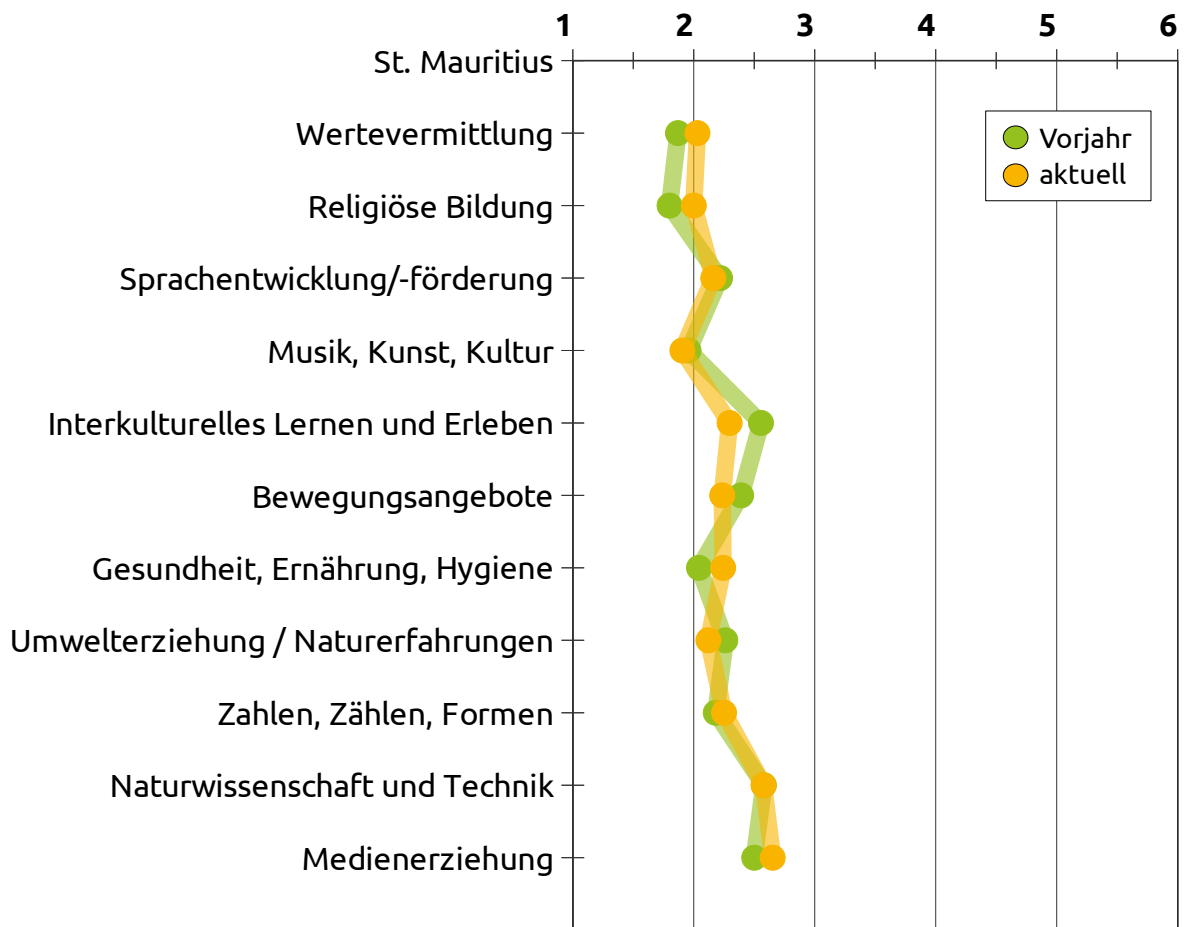 1 2 3 4 5 6
St. Mauritius
Wertevermittlung
Vorjahr
aktuell
Religiöse Bildung
Sprachentwicklung/-förderung
Musik, Kunst, Kultur
Interkulturelles Lernen und Erleben
Bewegungsangebote
Gesundheit, Ernährung, Hygiene
Umwelterziehung / Naturerfahrungen
Zahlen, Zählen, Formen
Naturwissenschaft und Technik
Medienerziehung